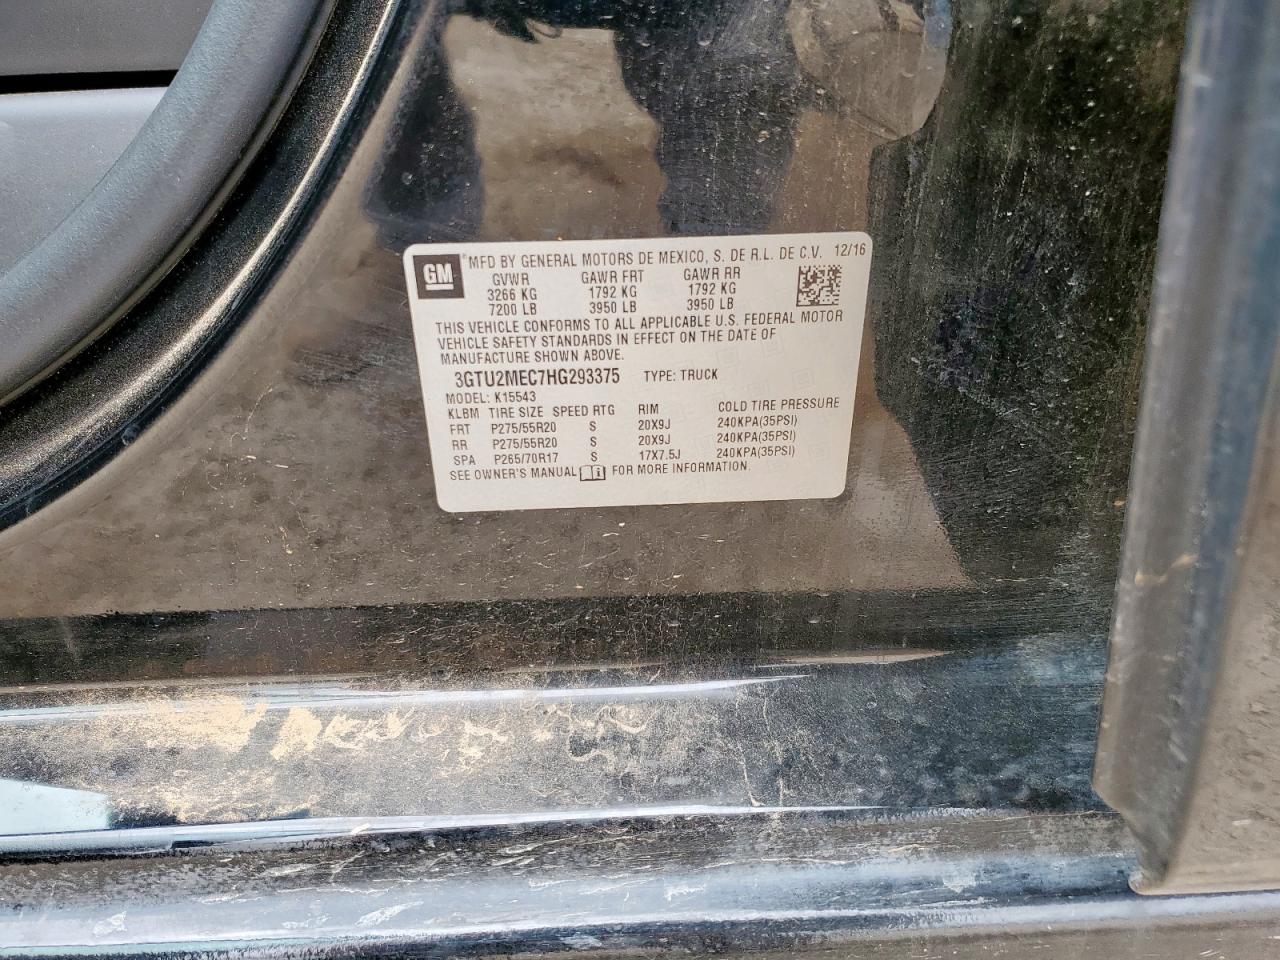 GM ® MFD BY GENERAL MOTORS DE MEXICO, S. DE R.L. DE C.V. 12/16
GVWR GAWR FRT GAWR RR
3266 KG 1792 KG 1792 KG
7200 LB 3950 LB 3950 LB
THIS VEHICLE CONFORMS TO ALL APPLICABLE U.S. FEDERAL MOTOR
VEHICLE SAFETY STANDARDS IN EFFECT ON THE DATE OF
MANUFACTURE SHOWN ABOVE.
3GTU2MEC7HG293375 TYPE: TRUCK
MODEL: K15543
KLBM TIRE SIZE SPEED RTG RIM COLD TIRE PRESSURE
FRT P275/55R20 S 20X9J 240KPA(35PSI)
RR P275/55R20 S 20X9J 240KPA(35PSI)
SPA P265/70R17 S 17X7.5J 240KPA(35PSI)
SEE OWNER'S MANUAL FOR MORE INFORMATION.